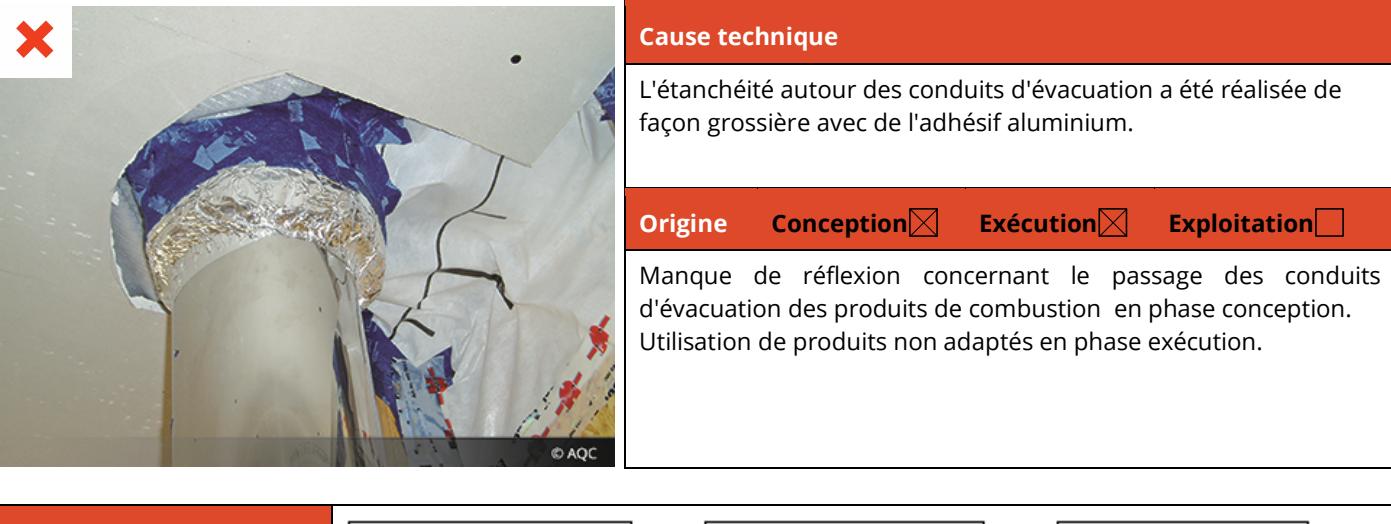 Cause technique
L'étanchéité autour des conduits d'évacuation a été réalisée de
façon grossière avec de l'adhésif aluminium.
Origine Conception☒ Exécution☒ Exploitation☐
Manque de réflexion concernant le passage des conduits
d'évacuation des produits de combustion en phase conception.
Utilisation de produits non adaptés en phase exécution.
© AQC